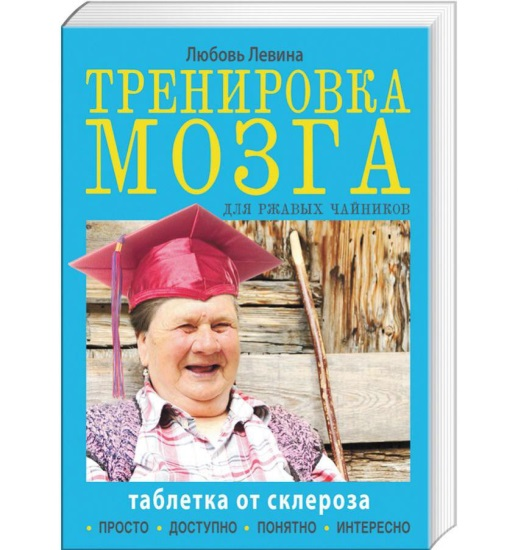 Любовь Левина
ТРЕНИРОВКА
МОЗГА
ДЛЯ РЖАВЫХ ЧАЙНИКОВ
таблетка от склероза
• ПРОСТО • ДОСТУПНО • ПОНЯТНО • ИНТЕРЕСНО